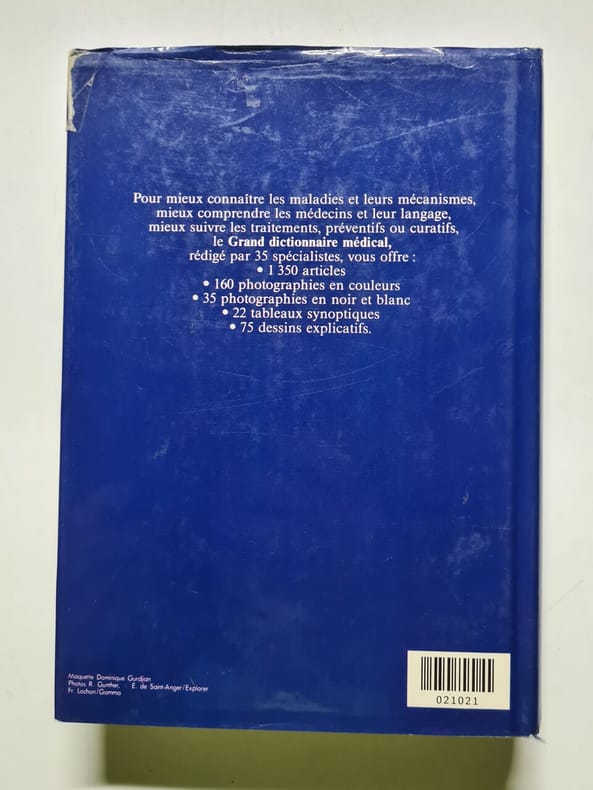 Pour mieux connaître les maladies et leurs mécanismes,
mieux comprendre les médecins et leur langage,
mieux suivre les traitements, préventifs ou curatifs,
le Grand dictionnaire médical,
rédigé par 35 spécialistes, vous offre :
• 1 350 articles
• 160 photographies en couleurs
• 35 photographies en noir et blanc
• 22 tableaux synoptiques
• 75 dessins explicatifs.
Maquette Dominique Gurdjian
Photos R. Gunther, E. de Saint-Anger/Explorer
Fr. Lochon/Gamma
021021